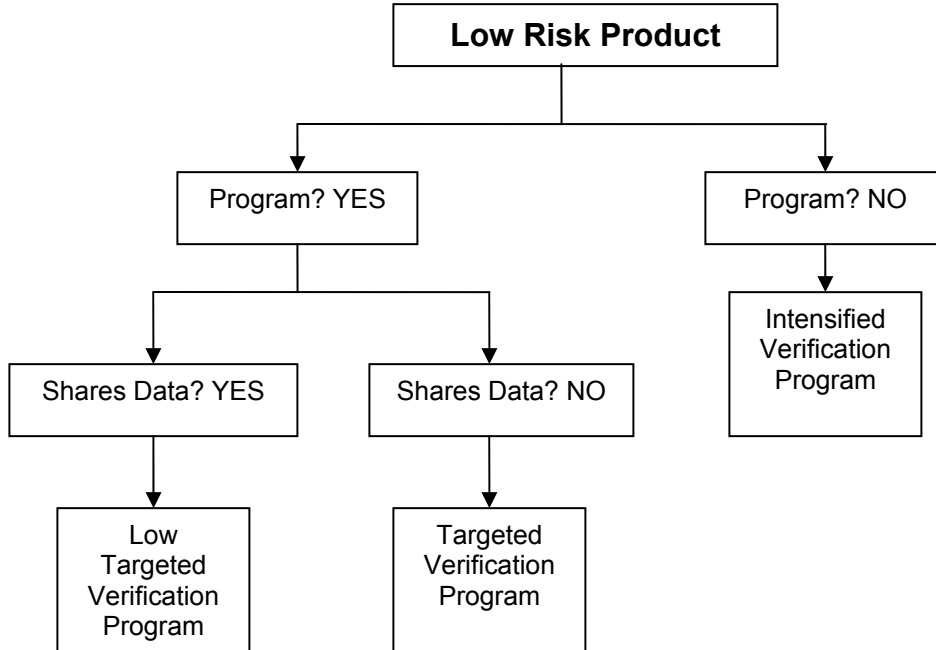 Low Risk Product
Program? YES
Program? NO
Intensified
Verification
Program
Shares Data? YES
Shares Data? NO
Low
Targeted
Verification
Program
Targeted
Verification
Program